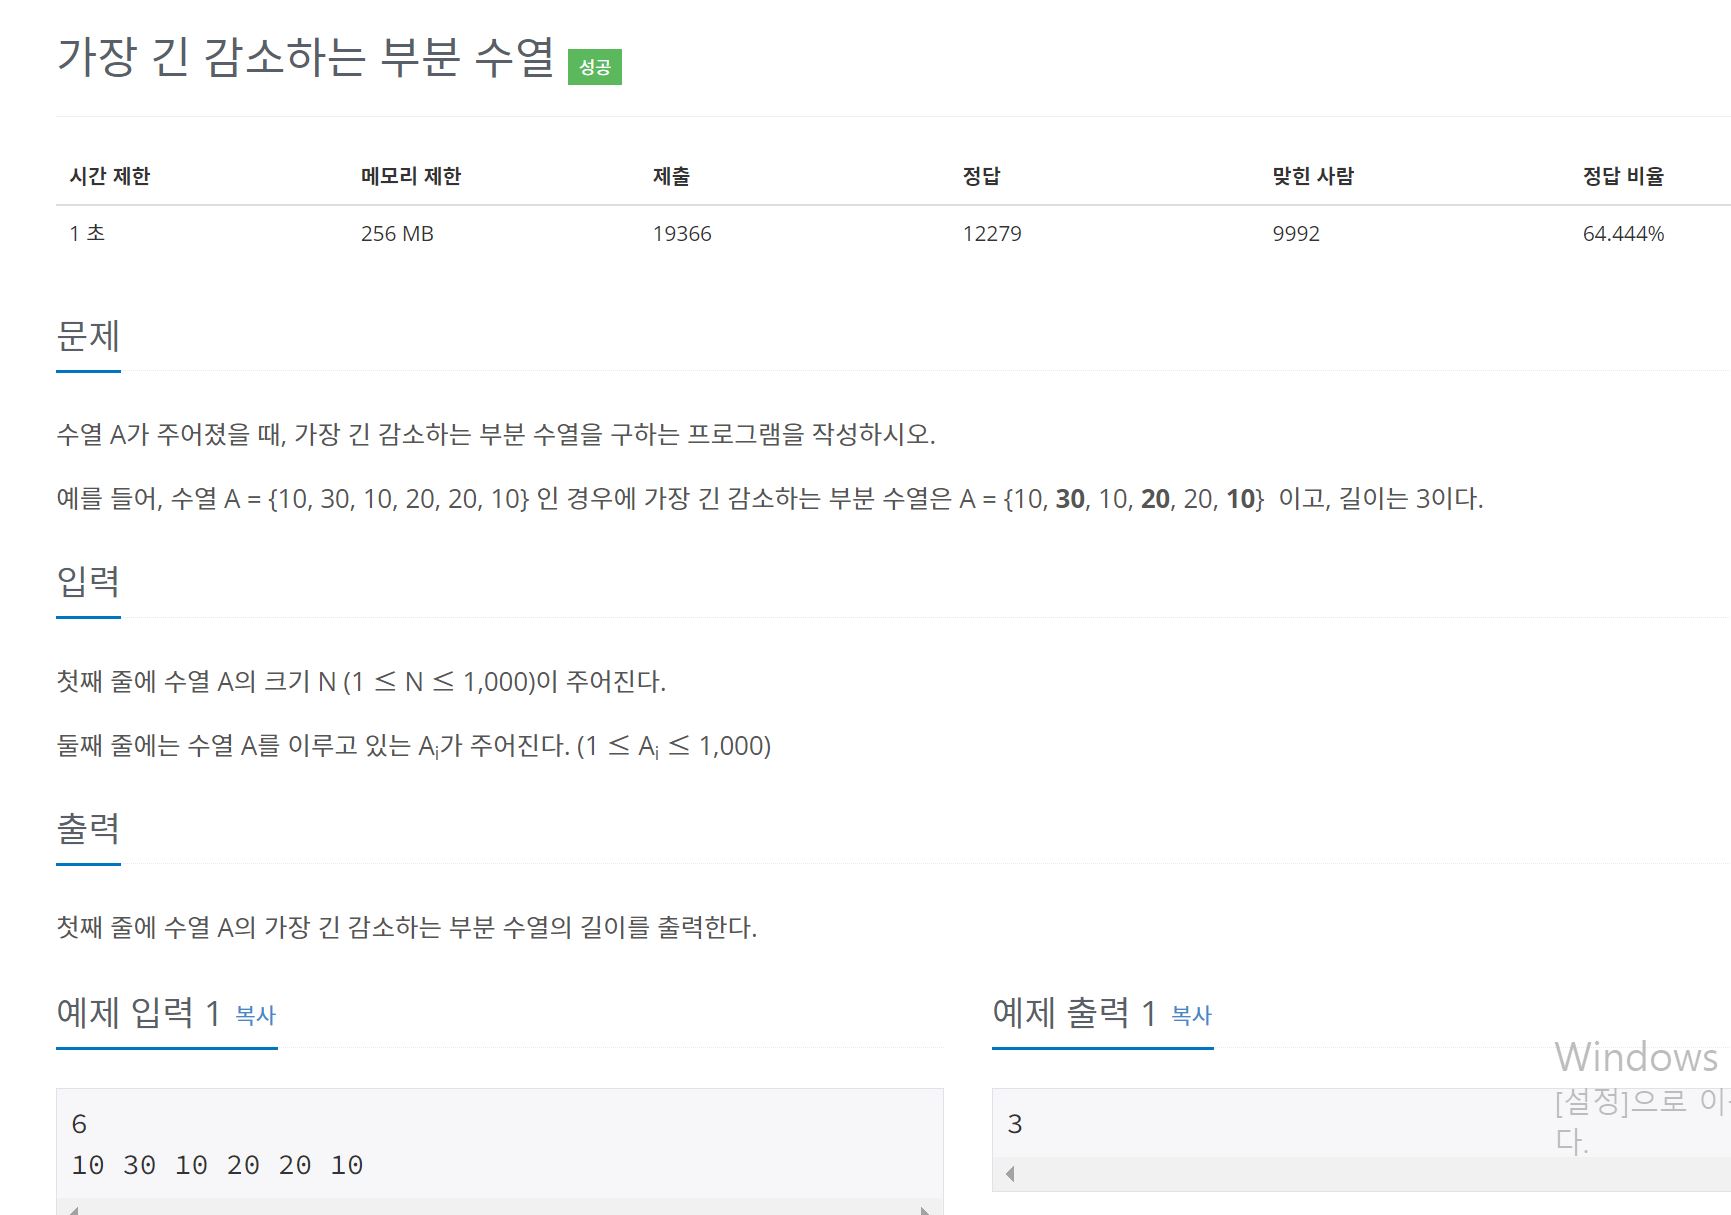 가장 긴 감소하는 부분 수열 성공
시간 제한 메모리 제한 제출 정답 맞힌 사람 정답 비율
1 초 256 MB 19366 12279 9992 64.444%
문제
수열 A가 주어졌을 때, 가장 긴 감소하는 부분 수열을 구하는 프로그램을 작성하시오.
예를 들어, 수열 A = {10, 30, 10, 20, 20, 10} 인 경우에 가장 긴 감소하는 부분 수열은 A = {10, 30, 10, 20, 20, 10} 이고, 길이는 3이다.
입력
첫째 줄에 수열 A의 크기 N (1 ≤ N ≤ 1,000)이 주어진다.
둘째 줄에는 수열 A를 이루고 있는 Ai가 주어진다. (1 ≤ Ai ≤ 1,000)
출력
첫째 줄에 수열 A의 가장 긴 감소하는 부분 수열의 길이를 출력한다.
예제 입력 1 복사
6
10 30 10 20 20 10
예제 출력 1 복사
3
Windows
[설정]으로 이
다.